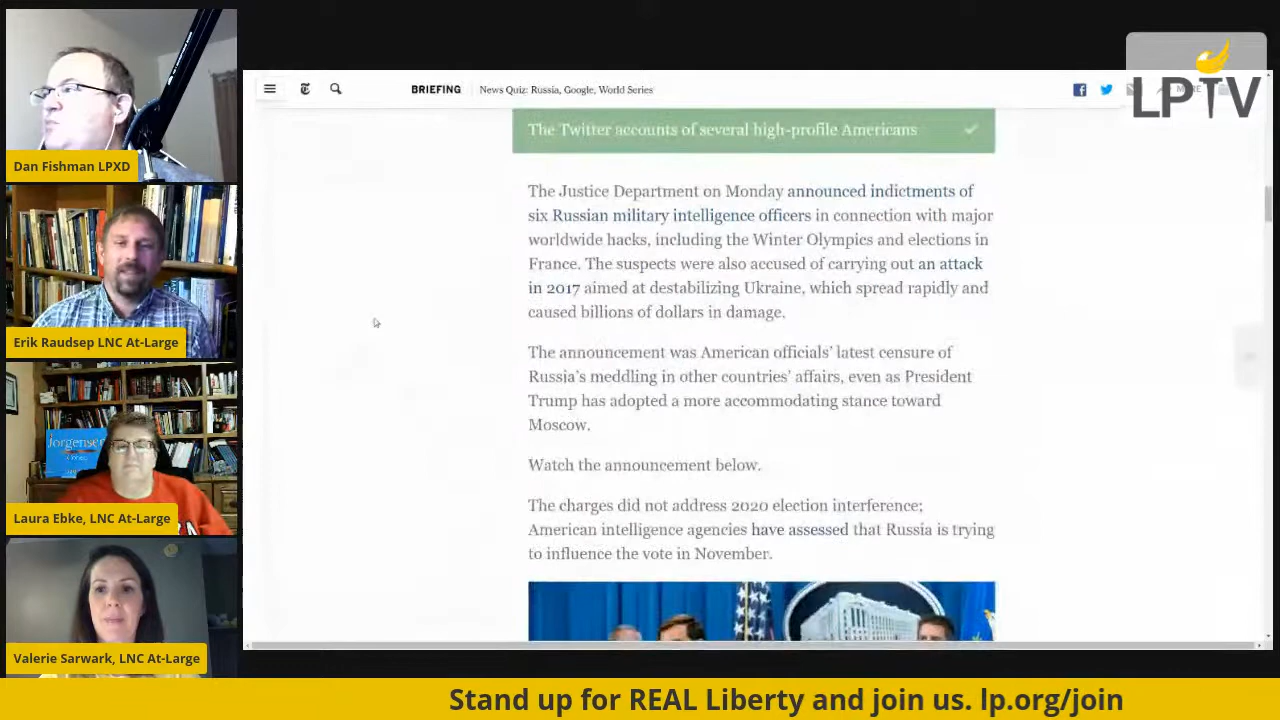 Dan Fishman LPXD
Erik Raudsep LNC At-Large
Jorgensen
Laura Ebke, LNC At-Large
Valerie Sarwark, LNC At-Large
BRIEFING
News Quiz: Russia, Google, World Series
LPTV
The Twitter accounts of several high-profile Americans
The Justice Department on Monday announced indictments of
six Russian military intelligence officers in connection with major
worldwide hacks, including the Winter Olympics and elections in
France. The suspects were also accused of carrying out an attack
in 2017 aimed at destabilizing Ukraine, which spread rapidly and
caused billions of dollars in damage.
The announcement was American officials’ latest censure of
Russia’s meddling in other countries’ affairs, even as President
Trump has adopted a more accommodating stance toward
Moscow.
Watch the announcement below.
The charges did not address 2020 election interference;
American intelligence agencies have assessed that Russia is trying
to influence the vote in November.
Stand up for REAL Liberty and join us. lp.org/join